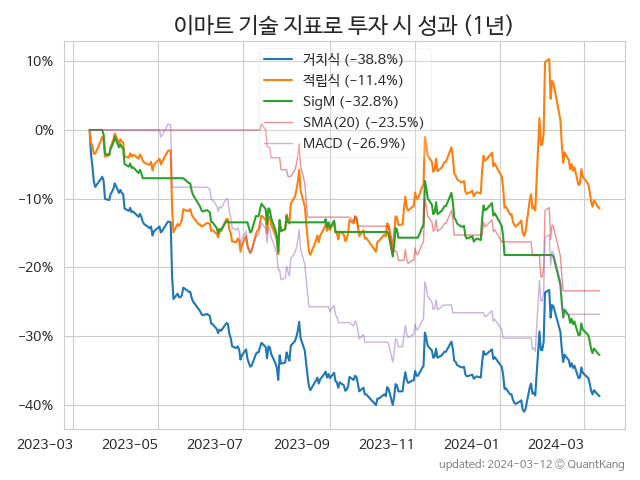 이마트 기술 지표로 투자 시 성과 (1년)
10%
0%
−10%
−20%
−30%
−40%
거치식 (−38.8%)
적립식 (−11.4%)
SigM (−32.8%)
SMA(20) (−23.5%)
MACD (−26.9%)
2023-03
2023-05
2023-07
2023-09
2023-11
2024-01
2024-03
updated: 2024-03-12 © QuantKang